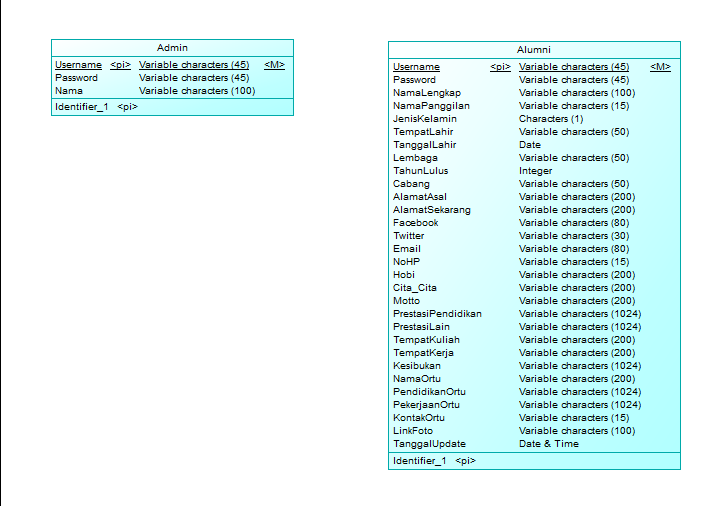 Admin
Username <pi> Variable characters (45) <M>
Password Variable characters (45)
Nama Variable characters (100)
Identifier_1 <pi>
Alumni
Username <pi> Variable characters (45) <M>
Password Variable characters (45)
NamaLengkap Variable characters (100)
NamaPanggilan Variable characters (15)
JenisKelamin Characters (1)
TempatLahir Variable characters (50)
TanggalLahir Date
Lembaga Variable characters (50)
TahunLulus Integer
Cabang Variable characters (50)
AlamatAsal Variable characters (200)
AlamatSekarang Variable characters (200)
Facebook Variable characters (80)
Twitter Variable characters (30)
Email Variable characters (80)
NoHP Variable characters (15)
Hobi Variable characters (200)
Cita_Cita Variable characters (200)
Motto Variable characters (200)
PrestasiPendidikan Variable characters (1024)
PrestasiLain Variable characters (1024)
TempatKuliah Variable characters (200)
TempatKerja Variable characters (200)
Kesibukan Variable characters (1024)
NamaOrtu Variable characters (200)
PendidikanOrtu Variable characters (1024)
PekerjaanOrtu Variable characters (1024)
KontakOrtu Variable characters (15)
LinkFoto Variable characters (100)
TanggalUpdate Date & Time
Identifier_1 <pi>